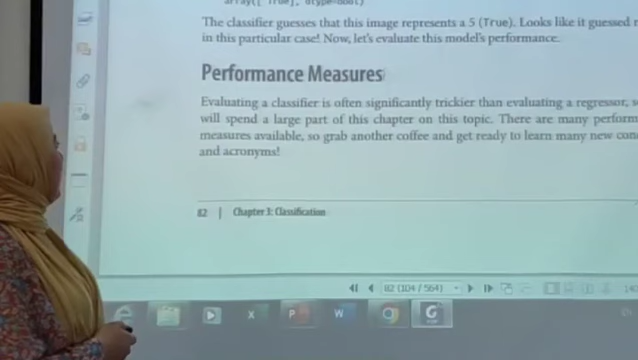 array([ True], dtype=bool)
The classifier guesses that this image represents a 5 (True). Looks like it guessed
in this particular case! Now, let's evaluate this model's performance.
Performance Measures
Evaluating a classifier is often significantly trickier than evaluating a regressor,
will spend a large part of this chapter on this topic. There are many
measures available, so grab another coffee and get ready to learn many new
and acronyms!
82 | Chapter 3: Classification
82 (104 / 564)